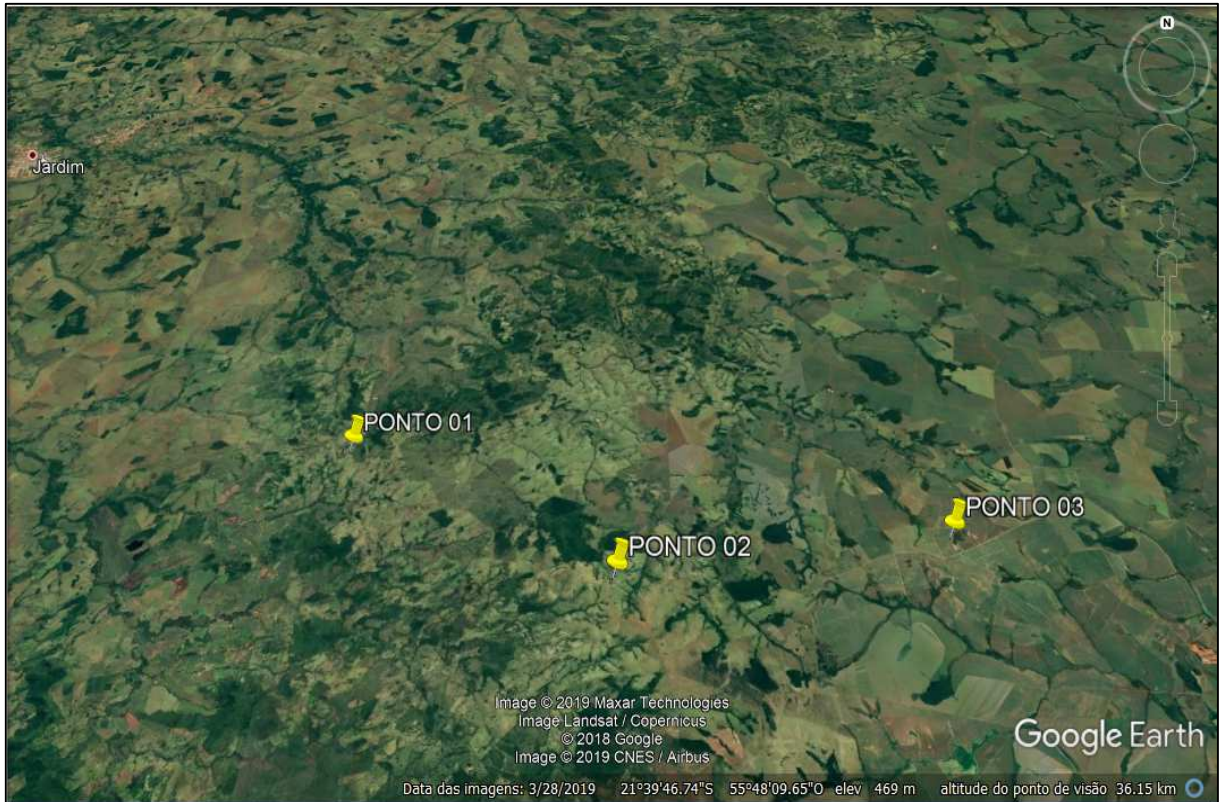 N
Jardim
PONTO 01
PONTO 03
PONTO 02
Image © 2019 Maxar Technologies
Image Landsat / Copernicus
© 2018 Google
Image © 2019 CNES / Airbus
Google Earth
Data das imagens: 3/28/2019 21°39'46.74"S 55°48'09.65"O elev 469 m altitude do ponto de visão 36.15 km